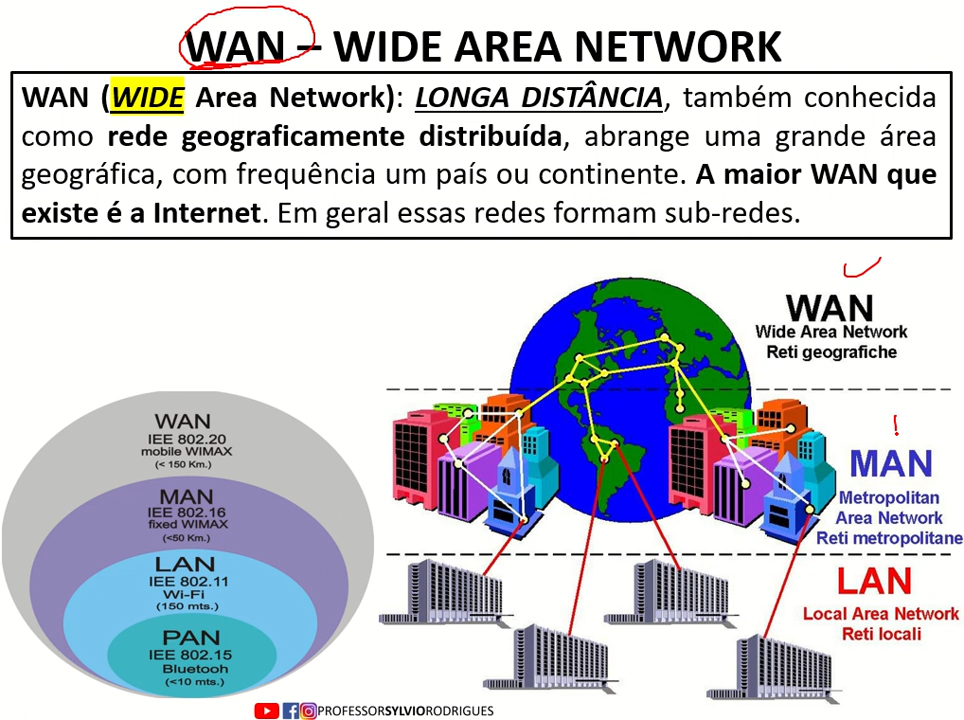 WAN – WIDE AREA NETWORK
WAN (WIDE Area Network): LONGA DISTÂNCIA, também conhecida
como rede geograficamente distribuída, abrange uma grande área
geográfica, com frequência um país ou continente. A maior WAN que
existe é a Internet. Em geral essas redes formam sub-redes.
WAN
IEE 802.20
mobile WIMAX
(< 150 Km.)
MAN
IEE 802.16
fixed WIMAX
(<50 Km.)
LAN
IEE 802.11
Wi-Fi
(150 mts.)
PAN
IEE 802.15
Bluetooh
(<10 mts.)
WAN
Wide Area Network
Reti geografiche
!
MAN
Metropolitan
Area Network
Reti metropolitane
LAN
Local Area Network
Reti locali
PROFESSORSYLVIORODRIGUES